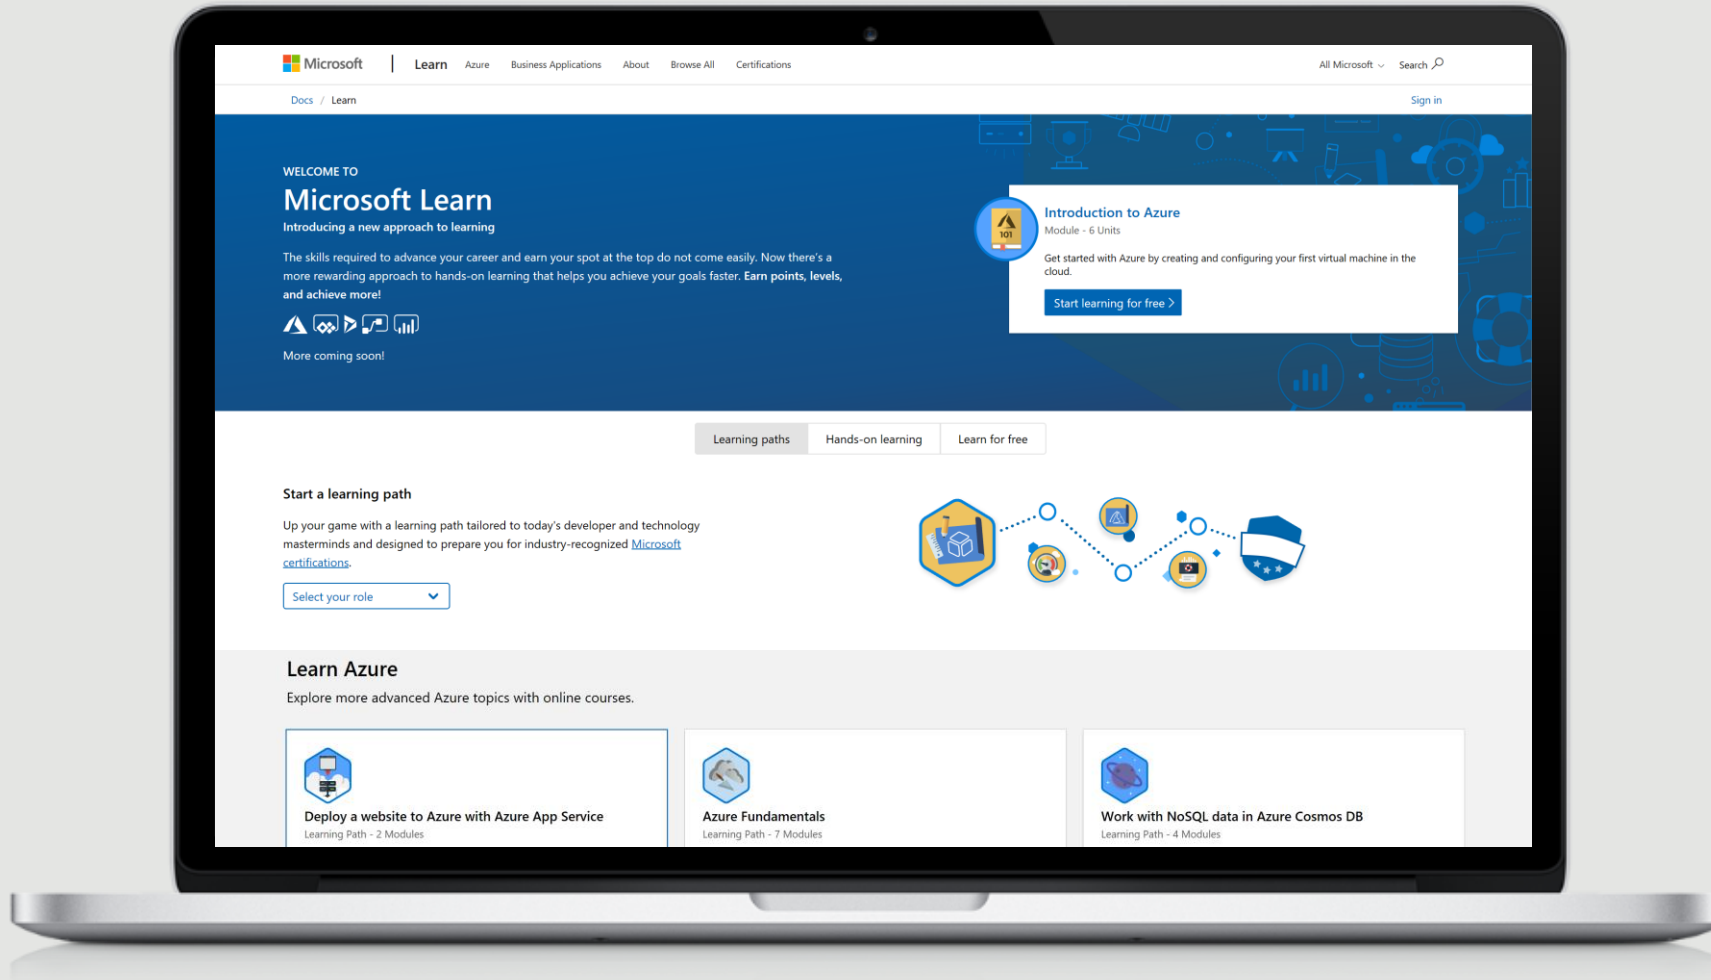 Microsoft | Learn Azure Business Applications About Browse All Certifications All Microsoft Search
Docs / Learn Sign in
WELCOME TO
Microsoft Learn
Introducing a new approach to learning
The skills required to advance your career and earn your spot at the top do not come easily. Now there's a
more rewarding approach to hands-on learning that helps you achieve your goals faster. Earn points, levels,
and achieve more!
More coming soon!
101
Introduction to Azure
Module - 6 Units
Get started with Azure by creating and configuring your first virtual machine in the
cloud.
Start learning for free >
Learning paths Hands-on learning Learn for free
Start a learning path
Up your game with a learning path tailored to today's developer and technology
masterminds and designed to prepare you for industry-recognized Microsoft
certifications.
Select your role
Learn Azure
Explore more advanced Azure topics with online courses.
Deploy a website to Azure with Azure App Service
Learning Path - 2 Modules
Azure Fundamentals
Learning Path - 7 Modules
Work with NoSQL data in Azure Cosmos DB
Learning Path - 4 Modules